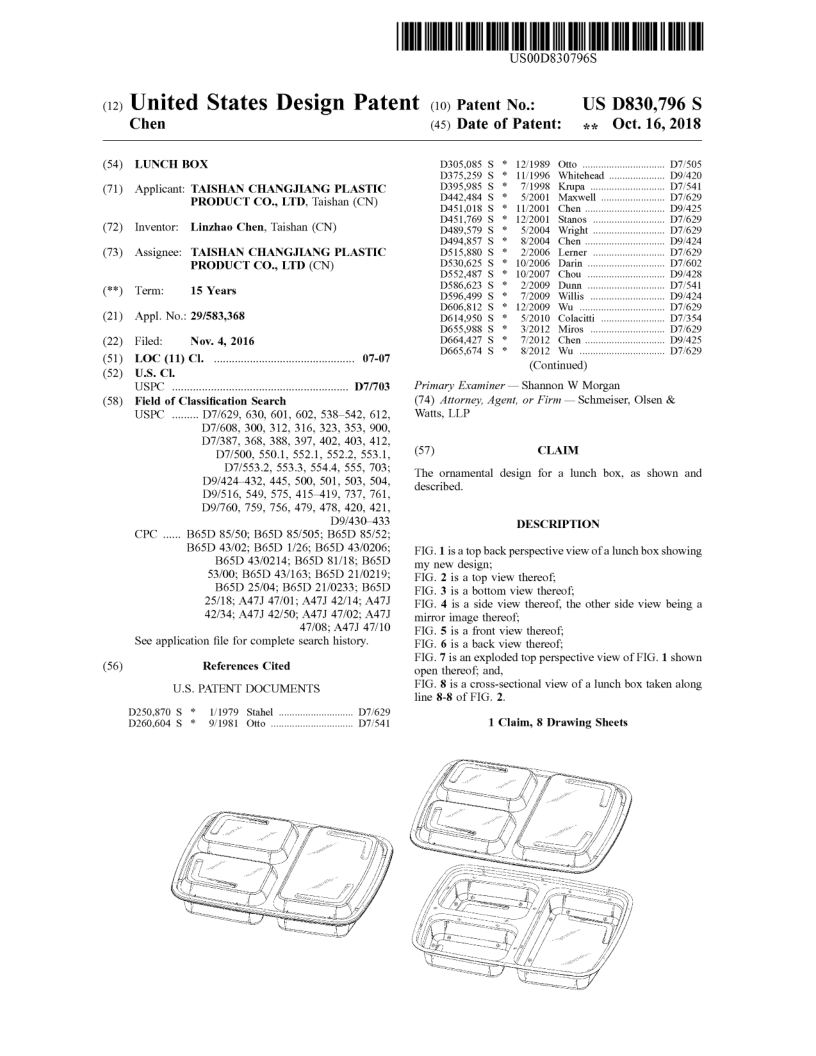 US00D830796S
(12) United States Design Patent (10) Patent No.: US D830,796 S
Chen (45) Date of Patent: ** Oct. 16, 2018
(54) LUNCH BOX
(71) Applicant: TAISHAN CHANGJIANG PLASTIC
PRODUCT CO., LTD, Taishan (CN)
(72) Inventor: Linzhao Chen, Taishan (CN)
(73) Assignee: TAISHAN CHANGJIANG PLASTIC
PRODUCT CO., LTD (CN)
(**) Term: 15 Years
(21) Appl. No.: 29/583,368
(22) Filed: Nov. 4, 2016
(51) LOC (11) Cl. ................................................ 07-07
(52) U.S. Cl.
USPC ............................................................ D7/703
(58) Field of Classification Search
USPC ......... D7/629, 630, 601, 602, 538–542, 612,
D7/608, 300, 312, 316, 323, 353, 900,
D7/387, 368, 388, 397, 402, 403, 412,
D7/500, 550.1, 552.1, 552.2, 553.1,
D7/553.2, 553.3, 554.4, 555, 703;
D9/424–432, 445, 500, 501, 503, 504,
D9/516, 549, 575, 415–419, 737, 761,
D9/760, 759, 756, 479, 478, 420, 421,
D9/430–433
CPC ...... B65D 85/50; B65D 85/505; B65D 85/52;
B65D 43/02; B65D 1/26; B65D 43/0206;
B65D 43/0214; B65D 81/18; B65D
53/00; B65D 43/163; B65D 21/0219;
B65D 25/04; B65D 21/0233; B65D
25/18; A47J 47/01; A47J 42/14; A47J
42/34; A47J 42/50; A47J 47/02; A47J
47/08; A47J 47/10
See application file for complete search history.
(56) References Cited
U.S. PATENT DOCUMENTS
D250,870 S * 1/1979 Stahel ............................ D7/629
D260,604 S * 9/1981 Otto ............................... D7/541
D305,085 S * 12/1989 Otto ............................... D7/505
D375,259 S * 11/1996 Whitehead ..................... D9/420
D395,985 S * 7/1998 Krupa ............................ D7/541
D442,484 S * 5/2001 Maxwell ........................ D7/629
D451,018 S * 11/2001 Chen .............................. D9/425
D451,769 S * 12/2001 Stanos ........................... D7/629
D489,579 S * 5/2004 Wright ........................... D7/629
D494,857 S * 8/2004 Chen .............................. D9/424
D515,880 S * 2/2006 Lerner ........................... D7/629
D530,625 S * 10/2006 Darin ............................. D7/602
D552,487 S * 10/2007 Chou ............................. D9/428
D586,623 S * 2/2009 Dunn ............................. D7/541
D596,499 S * 7/2009 Willis ............................ D9/424
D606,812 S * 12/2009 Wu ................................ D7/629
D614,950 S * 5/2010 Colacitti ........................ D7/354
D655,988 S * 3/2012 Miros ............................ D7/629
D664,427 S * 7/2012 Chen .............................. D9/425
D665,674 S * 8/2012 Wu ................................ D7/629
(Continued)
Primary Examiner — Shannon W Morgan
(74) Attorney, Agent, or Firm — Schmeiser, Olsen &
Watts, LLP
(57) CLAIM
The ornamental design for a lunch box, as shown and
described.
DESCRIPTION
FIG. 1 is a top back perspective view of a lunch box showing
my new design;
FIG. 2 is a top view thereof;
FIG. 3 is a bottom view thereof;
FIG. 4 is a side view thereof, the other side view being a
mirror image thereof;
FIG. 5 is a front view thereof;
FIG. 6 is a back view thereof;
FIG. 7 is an exploded top perspective view of FIG. 1 shown
open thereof; and,
FIG. 8 is a cross-sectional view of a lunch box taken along
line 8-8 of FIG. 2.
1 Claim, 8 Drawing Sheets